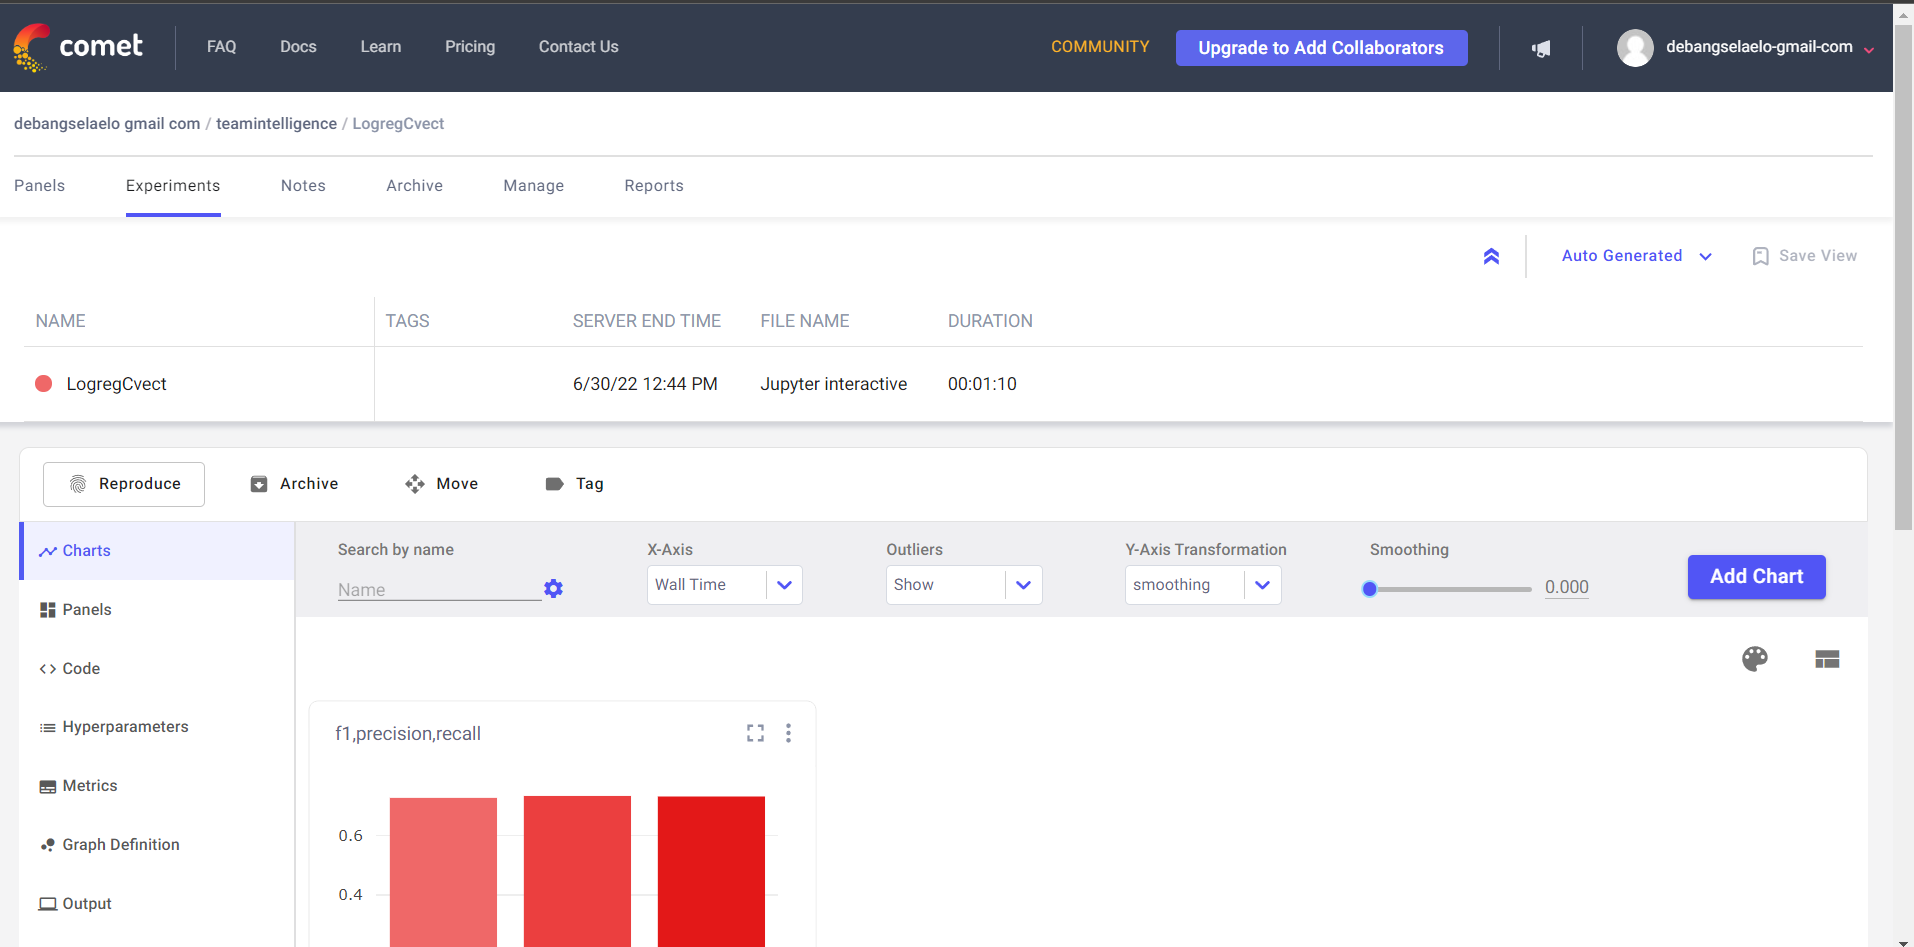 comet FAQ Docs Learn Pricing Contact Us COMMUNITY Upgrade to Add Collaborators debangselaelo-gmail-com
debangselaelo gmail com / teamintelligence / LogregCvect
Panels Experiments Notes Archive Manage Reports
Auto Generated Save View
NAME TAGS SERVER END TIME FILE NAME DURATION
LogregCvect 6/30/22 12:44 PM Jupyter interactive 00:01:10
Reproduce Archive Move Tag
Charts
Panels
Code
Hyperparameters
Metrics
Graph Definition
Output
Search by name X-Axis Outliers Y-Axis Transformation Smoothing
Name Wall Time Show smoothing 0.000 Add Chart
f1,precision,recall
0.6
0.4